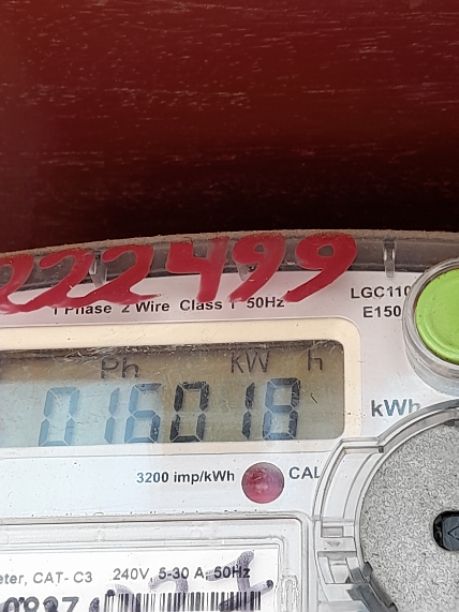 222499
1 Phase 2 Wire Class 1 50Hz
LGC110
E150
Ph kW h
016018
kWh
3200 imp/kWh
CAL
eter, CAT- C3 240V, 5-30 A, 50Hz